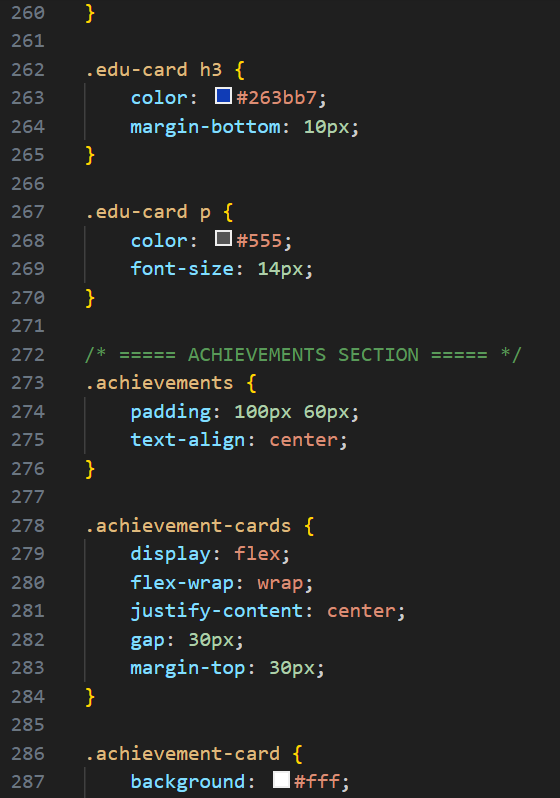 260 }
261
262 .edu-card h3 {
263 color: #263bb7;
264 margin-bottom: 10px;
265 }
266
267 .edu-card p {
268 color: #555;
269 font-size: 14px;
270 }
271
272 /* ===== ACHIEVEMENTS SECTION ===== */
273 .achievements {
274 padding: 100px 60px;
275 text-align: center;
276 }
277
278 .achievement-cards {
279 display: flex;
280 flex-wrap: wrap;
281 justify-content: center;
282 gap: 30px;
283 margin-top: 30px;
284 }
285
286 .achievement-card {
287 background: #fff;